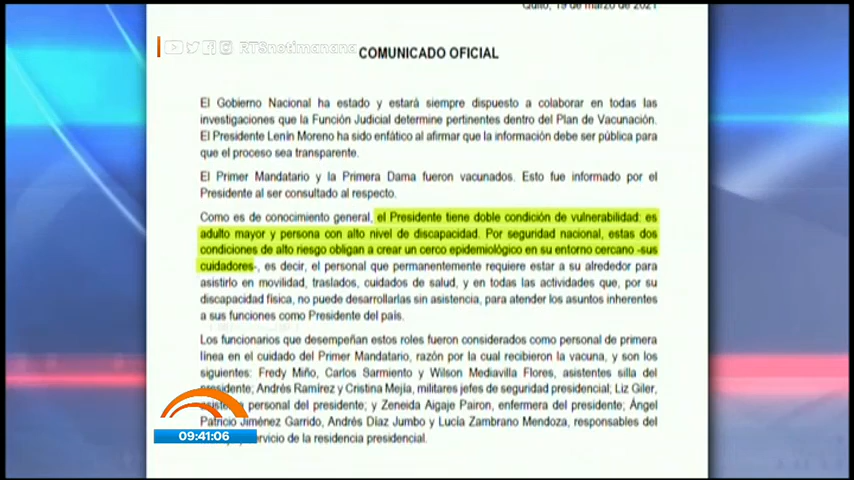 Quito, 19 de marzo de 2021
RTSnotimanana
COMUNICADO OFICIAL
El Gobierno Nacional ha estado y estará siempre dispuesto a colaborar en todas las
investigaciones que la Función Judicial determine pertinentes dentro del Plan de Vacunación.
El Presidente Lenín Moreno ha sido enfático al afirmar que la información debe ser pública para
que el proceso sea transparente.
El Primer Mandatario y la Primera Dama fueron vacunados. Esto fue informado por el
Presidente al ser consultado al respecto.
Como es de conocimiento general, el Presidente tiene doble condición de vulnerabilidad: es
adulto mayor y persona con alto nivel de discapacidad. Por seguridad nacional, estas dos
condiciones de alto riesgo obligan a crear un cerco epidemiológico en su entorno cercano -sus
cuidadores-, es decir, el personal que permanentemente requiere estar a su alrededor para
asistirlo en movilidad, traslados, cuidados de salud, y en todas las actividades que, por su
discapacidad física, no puede desarrollarlas sin asistencia, para atender los asuntos inherentes
a sus funciones como Presidente del país.
Los funcionarios que desempeñan estos roles fueron considerados como personal de primera
línea en el cuidado del Primer Mandatario, razón por la cual recibieron la vacuna, y son los
siguientes: Fredy Miño, Carlos Sarmiento y Wilson Mediavilla Flores, asistentes silla del
presidente; Andrés Ramírez y Cristina Mejía, militares jefes de seguridad presidencial; Liz Giler,
asistente personal del presidente; y Zeneida Aigaje Pairon, enfermera del presidente; Ángel
Patricio Jiménez Garrido, Andrés Díaz Jumbo y Lucía Zambrano Mendoza, responsables del
servicio de la residencia presidencial.
09:41:06